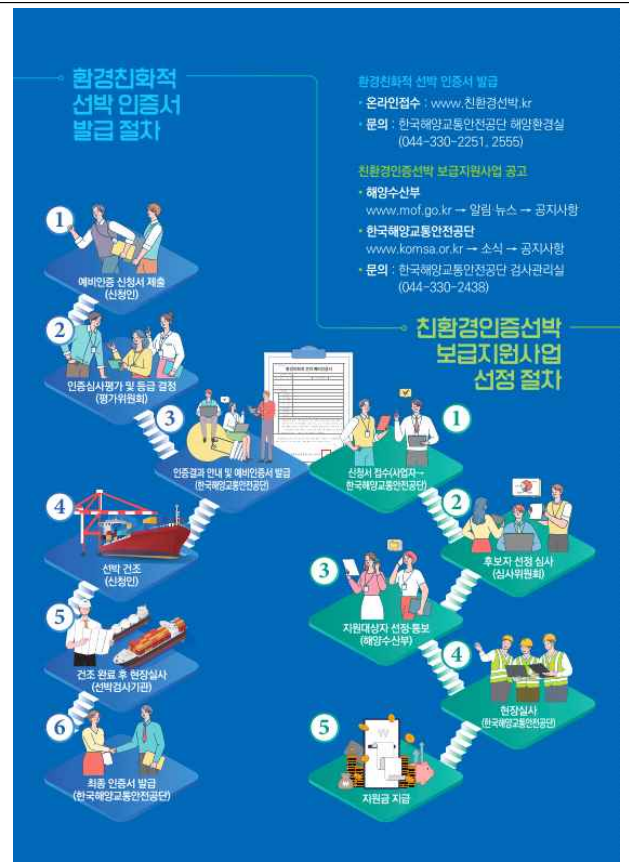 환경친화적
선박 인증서
발급 절차
환경친화적 선박 인증서 발급
• 온라인접수 : www.친환경선박.kr
• 문의 : 한국해양교통안전공단 해양환경실
(044-330-2251, 2555)
친환경인증선박 보급지원사업 공고
• 해양수산부
www.mof.go.kr → 알림·뉴스 → 공지사항
• 한국해양교통안전공단
www.komsa.or.kr → 소식 → 공지사항
• 문의 : 한국해양교통안전공단 검사관리실
(044-330-2438)
1
예비인증 신청서 제출
(신청인)
2
인증심사평가 및 등급 결정
(평가위원회)
3
인증결과 안내 및 예비인증서 발급
(한국해양교통안전공단)
4
선박 건조
(신청인)
5
건조 완료 후 현장실사
(선박검사기관)
6
최종 인증서 발급
(한국해양교통안전공단)
친환경인증선박
보급지원사업
선정 절차
1
신청서 접수(사업자→
한국해양교통안전공단)
2
후보자 선정 심사
(심사위원회)
3
지원대상자 선정·통보
(해양수산부)
4
현장실사
(한국해양교통안전공단)
5
₩
지원금 지급